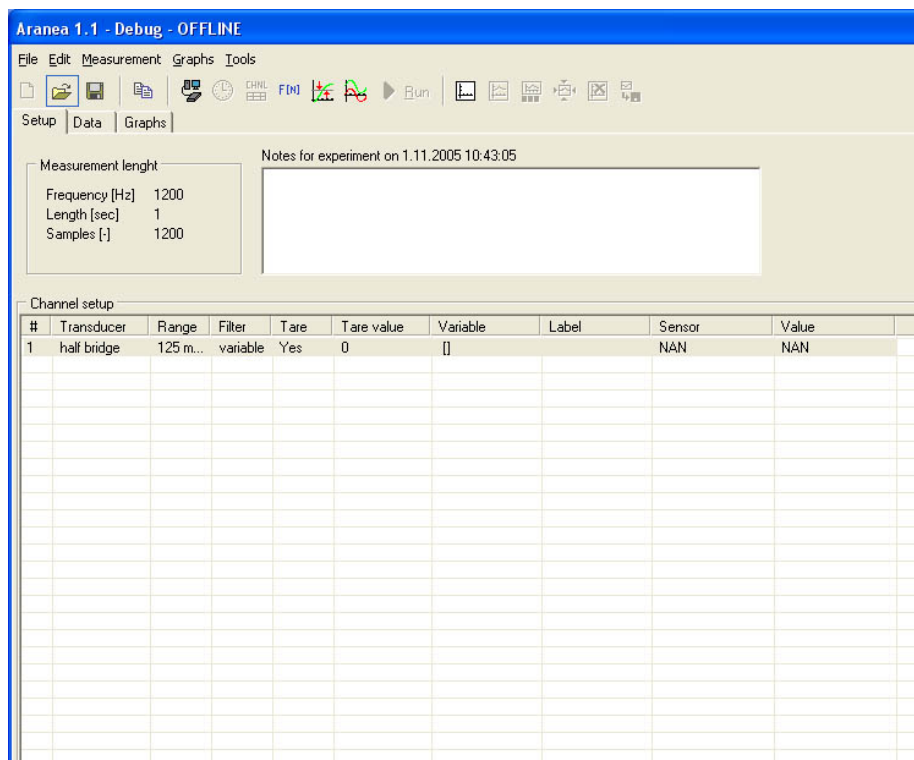 Aranea 1.1 - Debug - OFFLINE
File Edit Measurement Graphs Tools
CHNL F(N) Run
Setup Data Graphs
Measurement lenght
Frequency [Hz] 1200
Length [sec] 1
Samples [-] 1200
Notes for experiment on 1.11.2005 10:43:05
Channel setup
# Transducer Range Filter Tare Tare value Variable Label Sensor Value
1 half bridge 125 m... variable Yes 0 [] NAN NAN